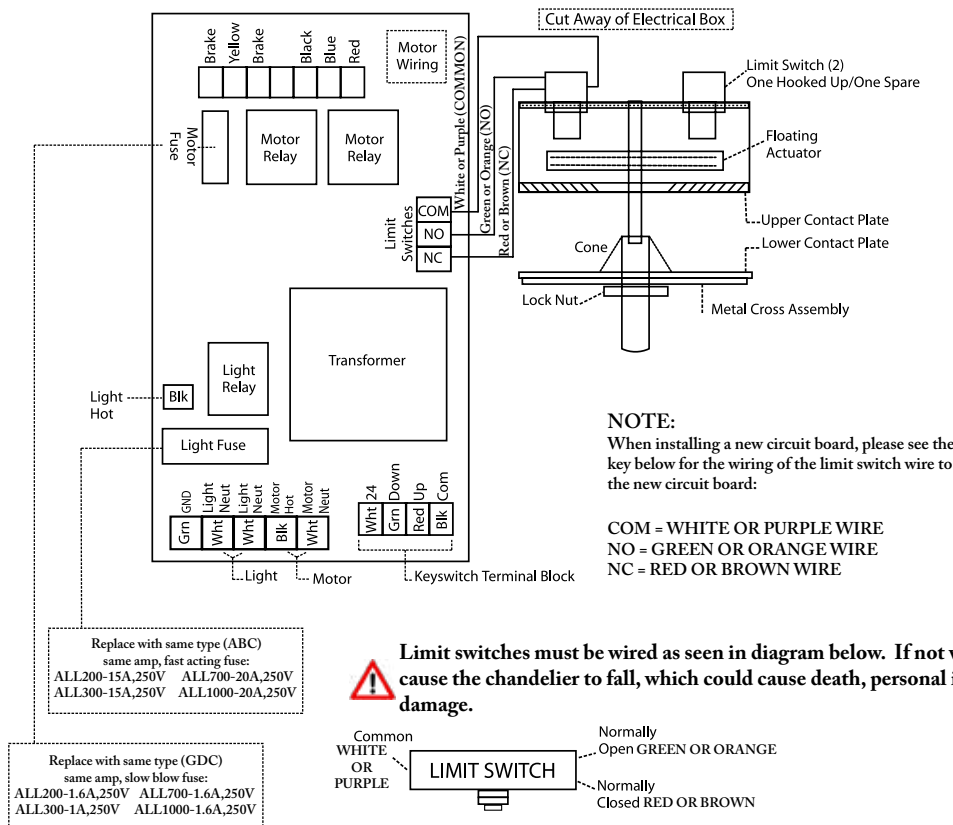 Brake
Yellow
Brake
Black
Blue
Red
Motor
Wiring
Motor
Fuse
Motor
Relay
Motor
Relay
White or Purple (COMMON)
Green or Orange (NO)
Red or Brown (NC)
Limit
Switches
COM
NO
NC
Cut Away of Electrical Box
Limit Switch (2)
One Hooked Up/One Spare
Floating
Actuator
Upper Contact Plate
Lower Contact Plate
Cone
Lock Nut
Metal Cross Assembly
Transformer
Light
Relay
Light
Hot
Blk
Light Fuse
GND
Light
Neut
Light
Neut
Motor
Hot
Motor
Neut
Grn
Wht
Wht
Blk
Wht
Light
Motor
24
Down
Up
Com
Wht
Grn
Red
Blk
Keyswitch Terminal Block
NOTE:
When installing a new circuit board, please see the
key below for the wiring of the limit switch wire to
the new circuit board:
COM = WHITE OR PURPLE WIRE
NO = GREEN OR ORANGE WIRE
NC = RED OR BROWN WIRE
Replace with same type (ABC)
same amp, fast acting fuse:
ALL200-15A,250V ALL700-20A,250V
ALL300-15A,250V ALL1000-20A,250V
Replace with same type (GDC)
same amp, slow blow fuse:
ALL200-1.6A,250V ALL700-1.6A,250V
ALL300-1A,250V ALL1000-1.6A,250V
Limit switches must be wired as seen in diagram below. If not
cause the chandelier to fall, which could cause death, personal
damage.
Common
WHITE
OR
PURPLE
LIMIT SWITCH
Normally
Open GREEN OR ORANGE
Normally
Closed RED OR BROWN